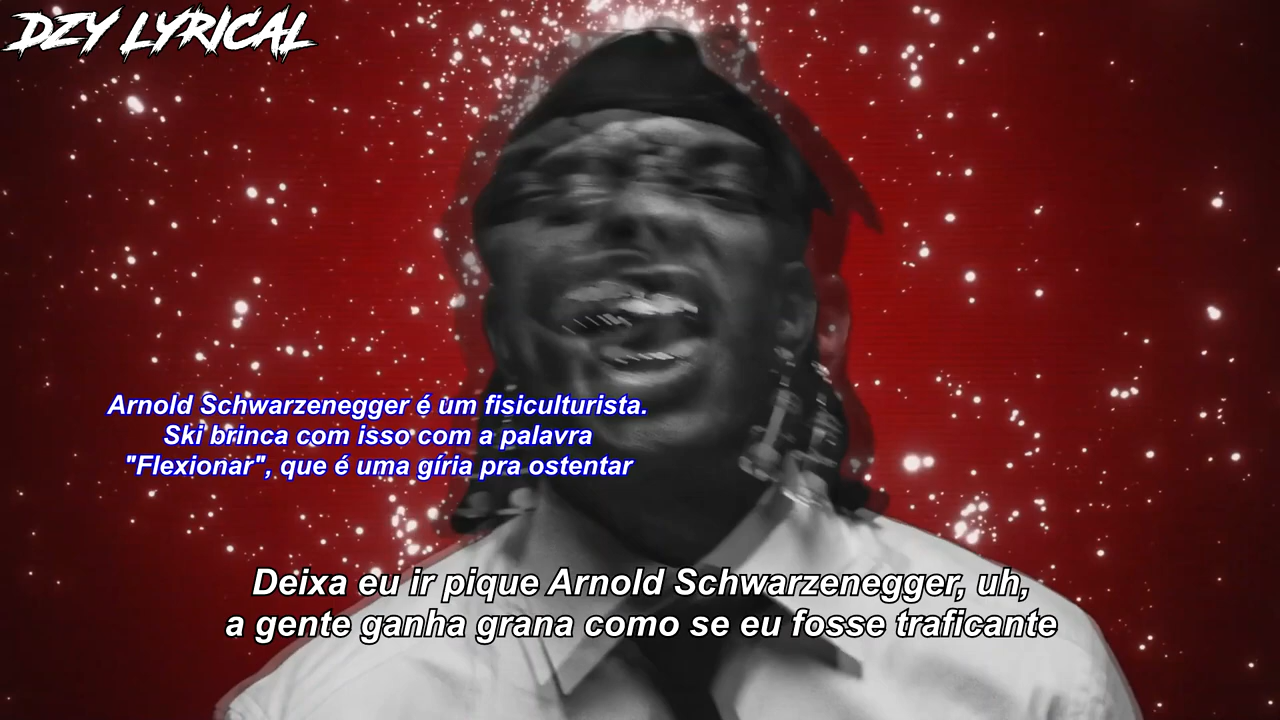 DZY LYRICAL
Arnold Schwarzenegger é um fisiculturista.
Ski brinca com isso com a palavra
"Flexionar", que é uma gíria pra ostentar
Deixa eu ir pique Arnold Schwarzenegger, uh,
a gente ganha grana como se eu fosse traficante